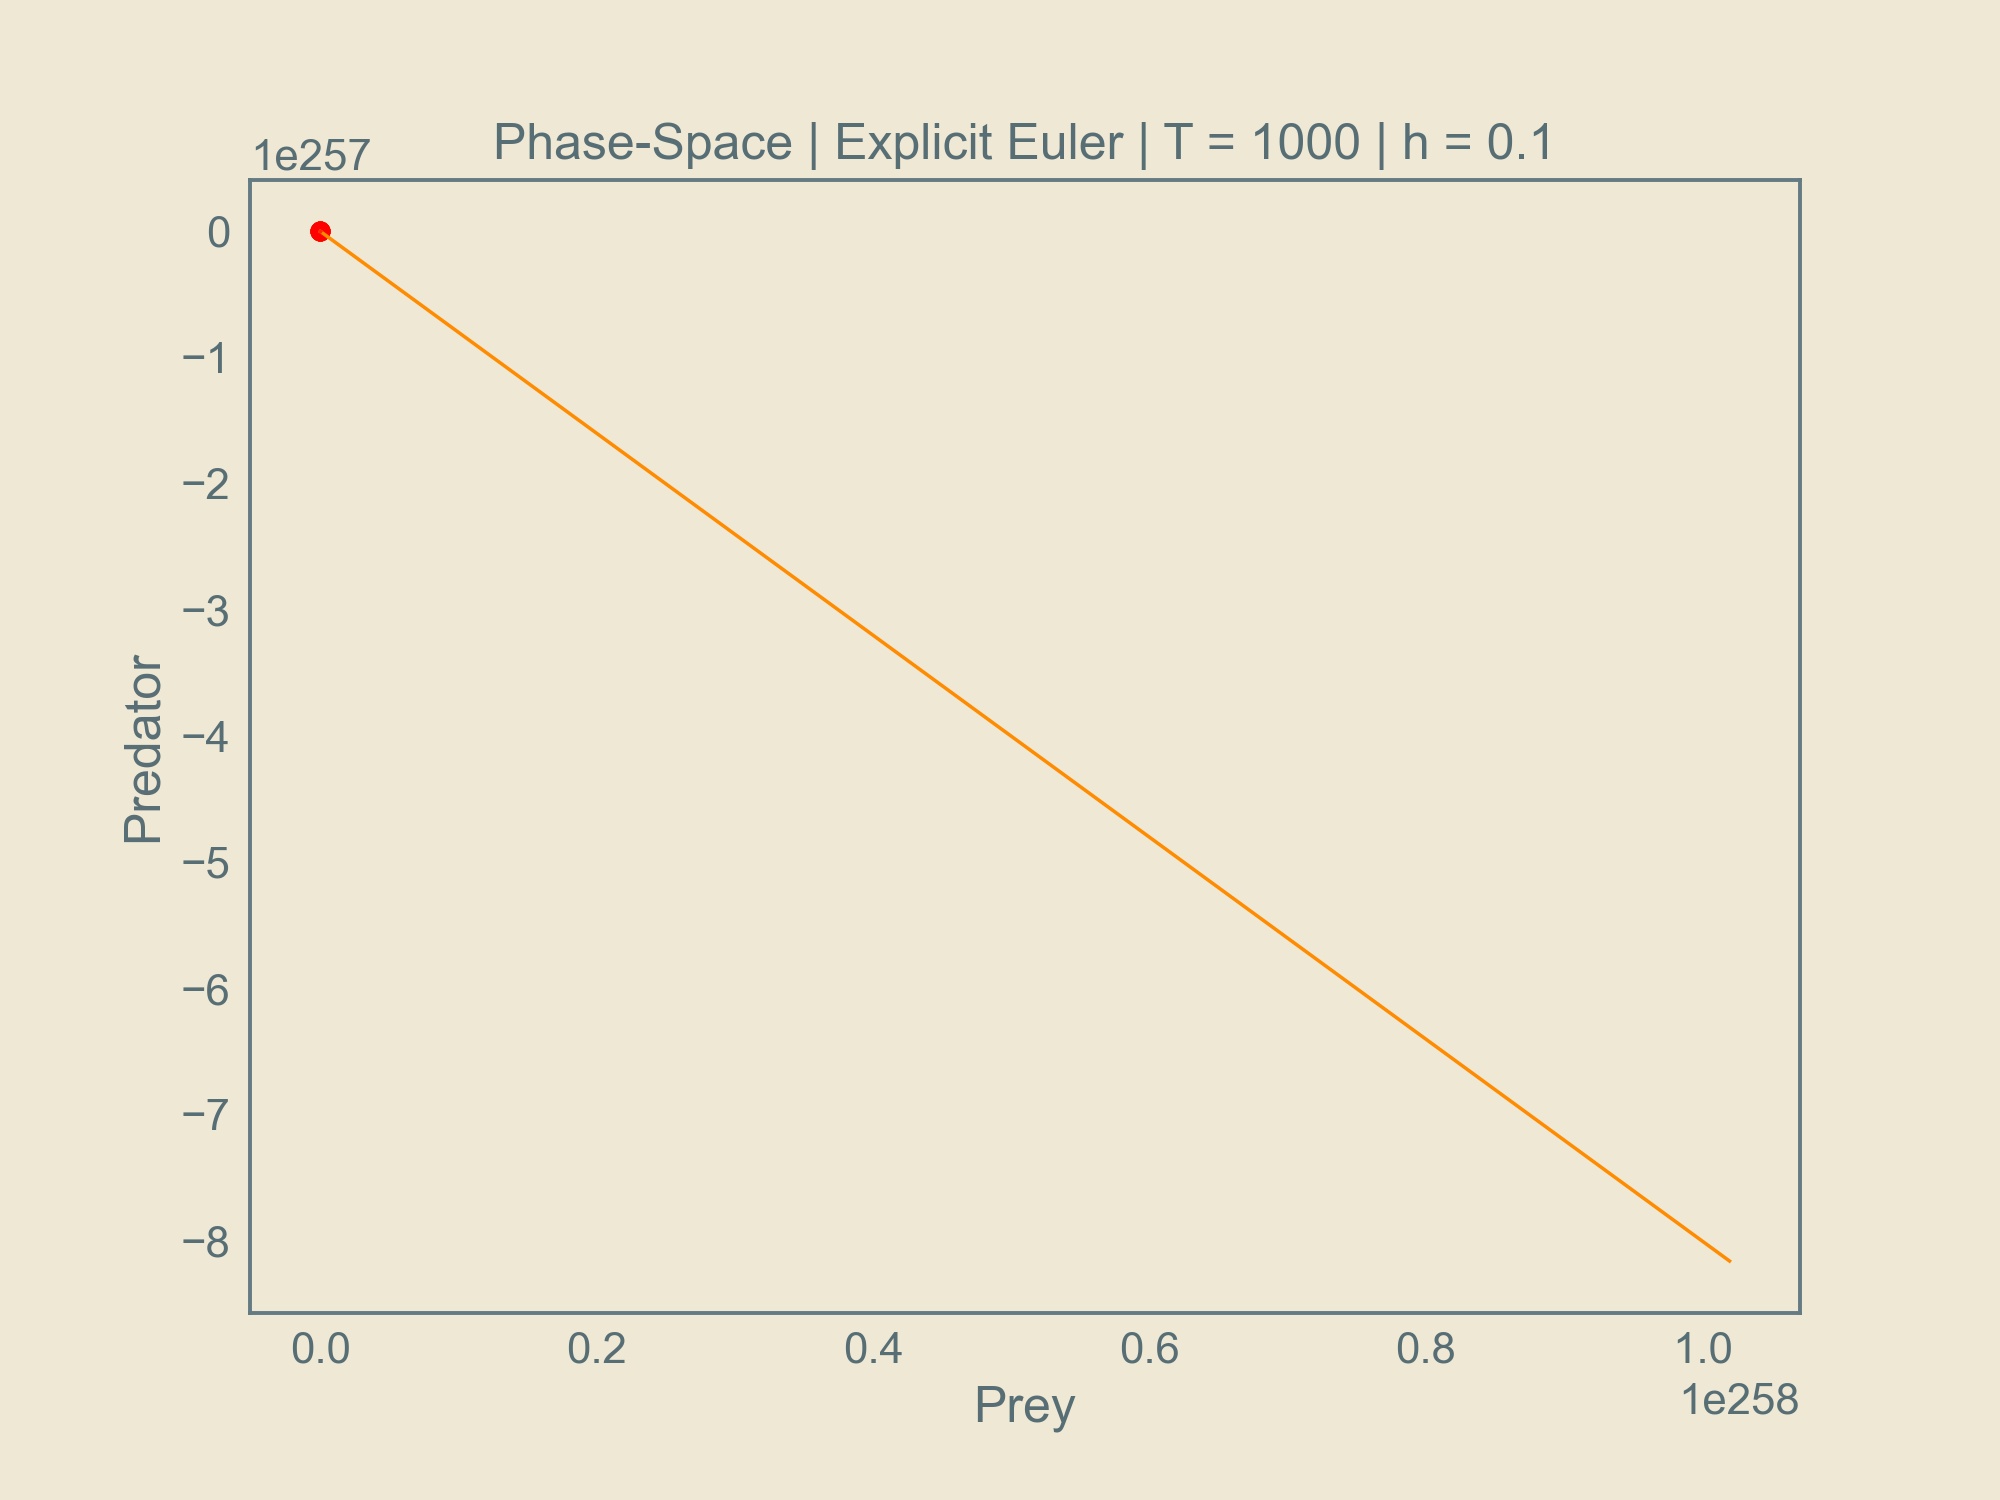 Phase-Space | Explicit Euler | T = 1000 | h = 0.1
1e257
0
−1
−2
−3
−4
−5
−6
−7
−8
Predator
0.0 0.2 0.4 0.6 0.8 1.0
1e258
Prey